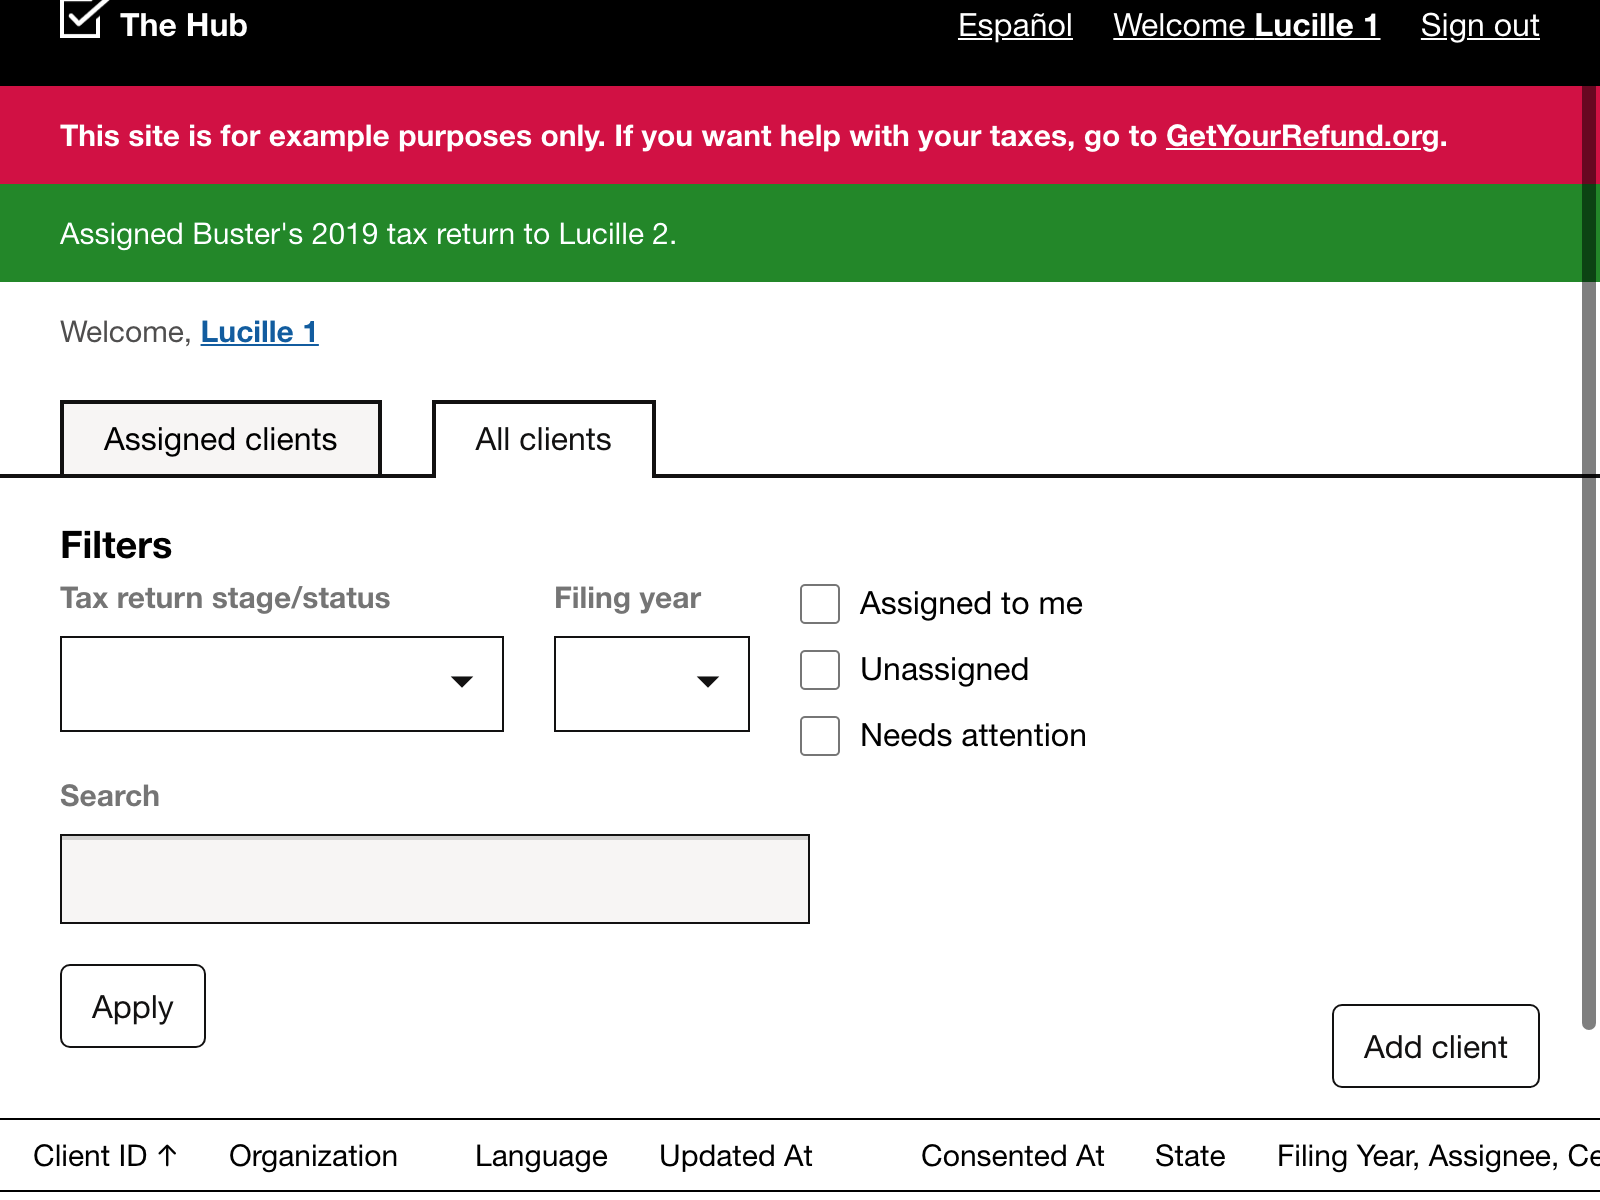 The Hub
Español Welcome Lucille 1 Sign out
This site is for example purposes only. If you want help with your taxes, go to GetYourRefund.org.
Assigned Buster's 2019 tax return to Lucille 2.
Welcome, Lucille 1
Assigned clients All clients
Filters
Tax return stage/status Filing year
Assigned to me
Unassigned
Needs attention
Search
Apply
Add client
Client ID ↑ Organization Language Updated At Consented At State Filing Year, Assignee,